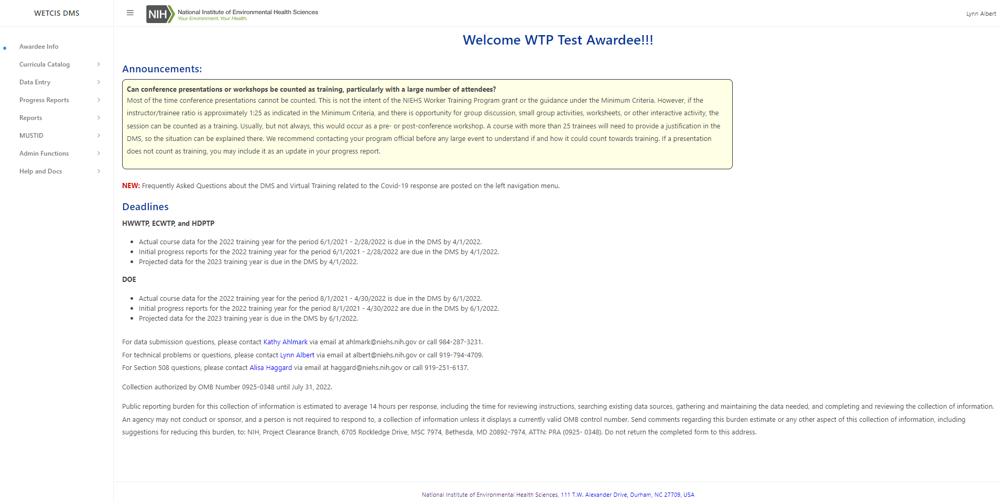 WETCIS DMS
NIH National Institute of Environmental Health Sciences
Your Environment. Your Health.
Lynn Albert
Awardee Info
Curricula Catalog
Data Entry
Progress Reports
Reports
MUSTID
Admin Functions
Help and Docs
Welcome WTP Test Awardee!!!
Announcements:
Can conference presentations or workshops be counted as training, particularly with a large number of attendees?
Most of the time conference presentations cannot be counted. This is not the intent of the NIEHS Worker Training Program grant or the guidance under the Minimum Criteria. However, if the
instructor/trainee ratio is approximately 1:25 as indicated in the Minimum Criteria, and there is opportunity for group discussion, small group activities, worksheets, or other interactive activity, the
session can be counted as a training. Usually, but not always, this would occur as a pre- or post-conference workshop. A course with more than 25 trainees will need to provide a justification in the
DMS, so the situation can be explained there. We recommend contacting your program official before any large event to understand if and how it could count towards training. If a presentation
does not count as training, you may include it as an update in your progress report.
NEW: Frequently Asked Questions about the DMS and Virtual Training related to the Covid-19 response are posted on the left navigation menu.
Deadlines
HWWTP, ECWTP, and HDPTP
• Actual course data for the 2022 training year for the period 6/1/2021 - 2/28/2022 is due in the DMS by 4/1/2022.
• Initial progress reports for the 2022 training year for the period 6/1/2021 - 2/28/2022 are due in the DMS by 4/1/2022.
• Projected data for the 2023 training year is due in the DMS by 4/1/2022.
DOE
• Actual course data for the 2022 training year for the period 8/1/2021 - 4/30/2022 is due in the DMS by 6/1/2022.
• Initial progress reports for the 2022 training year for the period 8/1/2021 - 4/30/2022 are due in the DMS by 6/1/2022.
• Projected data for the 2023 training year is due in the DMS by 6/1/2022.
For data submission questions, please contact Kathy Ahlmark via email at ahlmark@niehs.nih.gov or call 984-287-3231.
For technical problems or questions, please contact Lynn Albert via email at albert@niehs.nih.gov or call 919-794-4709.
For Section 508 questions, please contact Alisa Haggard via email at haggard@niehs.nih.gov or call 919-251-6137.
Collection authorized by OMB Number 0925-0348 until July 31, 2022.
Public reporting burden for this collection of information is estimated to average 14 hours per response, including the time for reviewing instructions, searching existing data sources, gathering and maintaining the data needed, and completing and reviewing the collection of information.
An agency may not conduct or sponsor, and a person is not required to respond to, a collection of information unless it displays a currently valid OMB control number. Send comments regarding this burden estimate or any other aspect of this collection of information, including
suggestions for reducing this burden, to: NIH, Project Clearance Branch, 6705 Rockledge Drive, MSC 7974, Bethesda, MD 20892-7974, ATTN: PRA (0925- 0348). Do not return the completed form to this address.
National Institute of Environmental Health Sciences, 111 T.W. Alexander Drive, Durham, NC 27709, USA